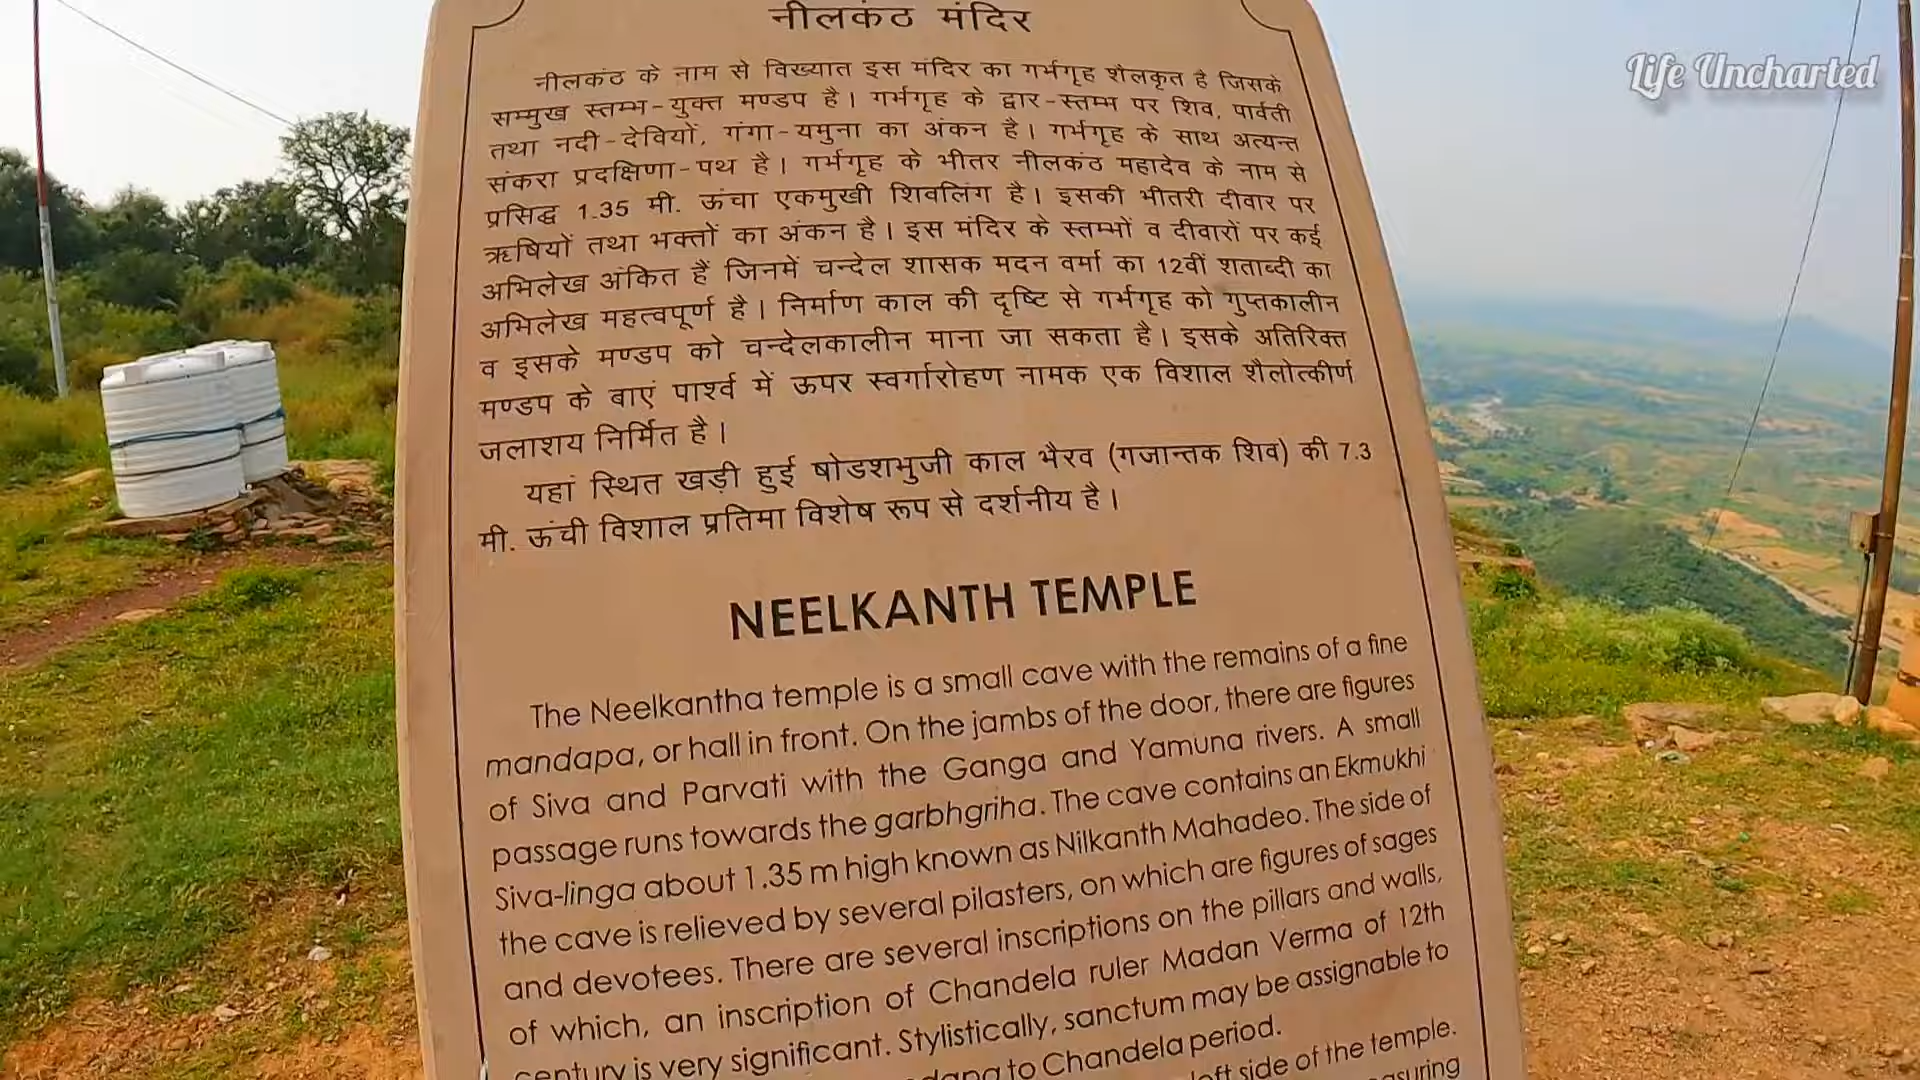 नीलकंठ मंदिर
Life Uncharted
नीलकंठ के नाम से विख्यात इस मंदिर का गर्भगृह शैलकृत है जिसके
सम्मुख स्तम्भ-युक्त मण्डप है। गर्भगृह के द्वार-स्तम्भ पर शिव, पार्वती
तथा नदी-देवियों, गंगा-यमुना का अंकन है। गर्भगृह के साथ अत्यन्त
संकरा प्रदक्षिणा-पथ है। गर्भगृह के भीतर नीलकंठ महादेव के नाम से
प्रसिद्ध 1.35 मी. ऊंचा एकमुखी शिवलिंग है। इसकी भीतरी दीवार पर
ऋषियों तथा भक्तों का अंकन है। इस मंदिर के स्तम्भों व दीवारों पर कई
अभिलेख अंकित हैं जिनमें चन्देल शासक मदन वर्मा का 12वीं शताब्दी का
अभिलेख महत्वपूर्ण है। निर्माण काल की दृष्टि से गर्भगृह को गुप्तकालीन
व इसके मण्डप को चन्देलकालीन माना जा सकता है। इसके अतिरिक्त
मण्डप के बाएं पार्श्व में ऊपर स्वर्गारोहण नामक एक विशाल शैलोत्कीर्ण
जलाशय निर्मित है।
यहां स्थित खड़ी हुई षोडशभुजी काल भैरव (गजान्तक शिव) की 7.3
मी. ऊंची विशाल प्रतिमा विशेष रूप से दर्शनीय है।
NEELKANTH TEMPLE
The Neelkantha temple is a small cave with the remains of a fine
mandapa, or hall in front. On the jambs of the door, there are figures
of Siva and Parvati with the Ganga and Yamuna rivers. A small
passage runs towards the garbhgriha. The cave contains an Ekmukhi
Siva-linga about 1.35 m high known as Nilkanth Mahadeo. The side of
the cave is relieved by several pilasters, on which are figures of sages
and devotees. There are several inscriptions on the pillars and walls,
of which, an inscription of Chandela ruler Madan Verma of 12th
century is very significant. Stylistically, sanctum may be assignable to
to Chandela period.
left side of the temple.